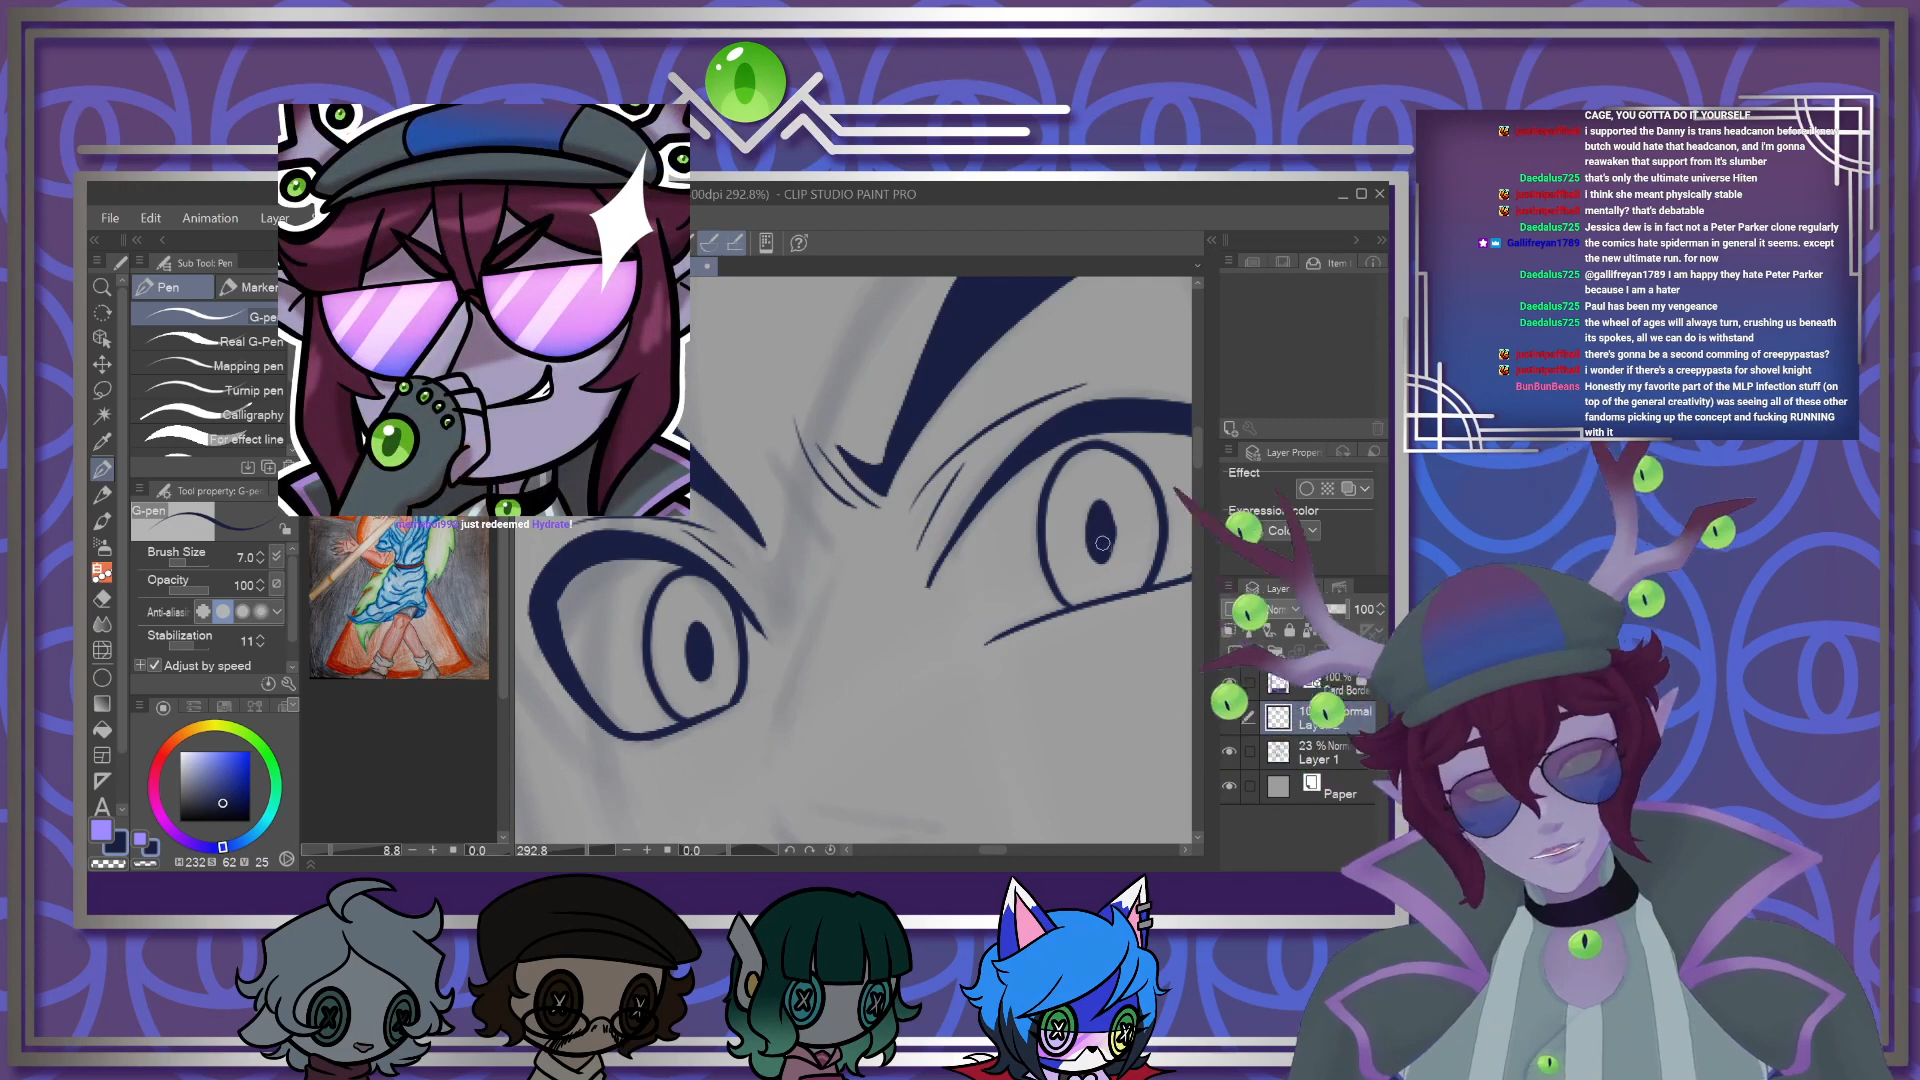 00dpi 292.8%) - CLIP STUDIO PAINT PRO
File Edit Animation Layer
Sub Tool: Pen
Pen Marker
G-pe
Real G-Pen
Mapping pen
Turnip pen
Calligraphy
For effect line
Tool property: G-pe
G-pen
Brush Size 7.0
Opacity 100
Anti-aliasi
Stabilization 11
Adjust by speed
H 232 S 62 V 25
just redeemed Hydrate!
8.8 0.0
292.8 0.0
Item
Layer Proper
Effect
Expression color
Layer
100
100 %
Card Borde
23 % Norm
Layer 1
Paper
CAGE, YOU GOTTA DO IT YOURSELF
i supported the Danny is trans headcanon before i knew
butch would hate that headcanon, and i'm gonna
reawaken that support from it's slumber
Daedalus725 that's only the ultimate universe Hiten
i think she meant physically stable
mentally? that's debatable
Daedalus725 Jessica dew is in fact not a Peter Parker clone regularly
Gallifreyan1789 the comics hate spiderman in general it seems. except
the new ultimate run. for now
Daedalus725 @gallifreyan1789 I am happy they hate Peter Parker
because I am a hater
Daedalus725 Paul has been my vengeance
Daedalus725 the wheel of ages will always turn, crushing us beneath
its spokes, all we can do is withstand
there's gonna be a second comming of creepypastas?
i wonder if there's a creepypasta for shovel knight
BunBunBeans Honestly my favorite part of the MLP Infection stuff (on
top of the general creativity) was seeing all of these other
fandoms picking up the concept and fucking RUNNING
with it